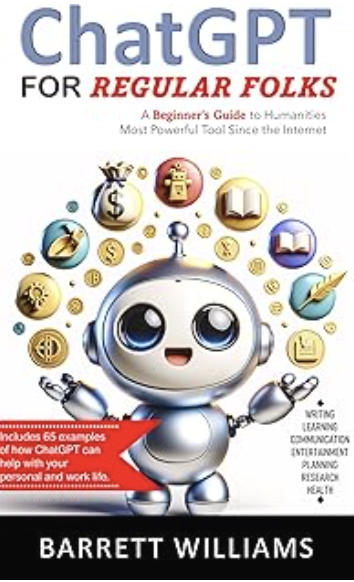 ChatGPT
FOR REGULAR FOLKS
A Beginner's Guide to Humanities
Most Powerful Tool Since the Internet
$
Includes 65 examples
of how ChatGPT can
help with your
personal and work life.
WRITING
LEARNING
COMMUNICATION
ENTERTAINMENT
PLANNING
RESEARCH
HEALTH
BARRETT WILLIAMS